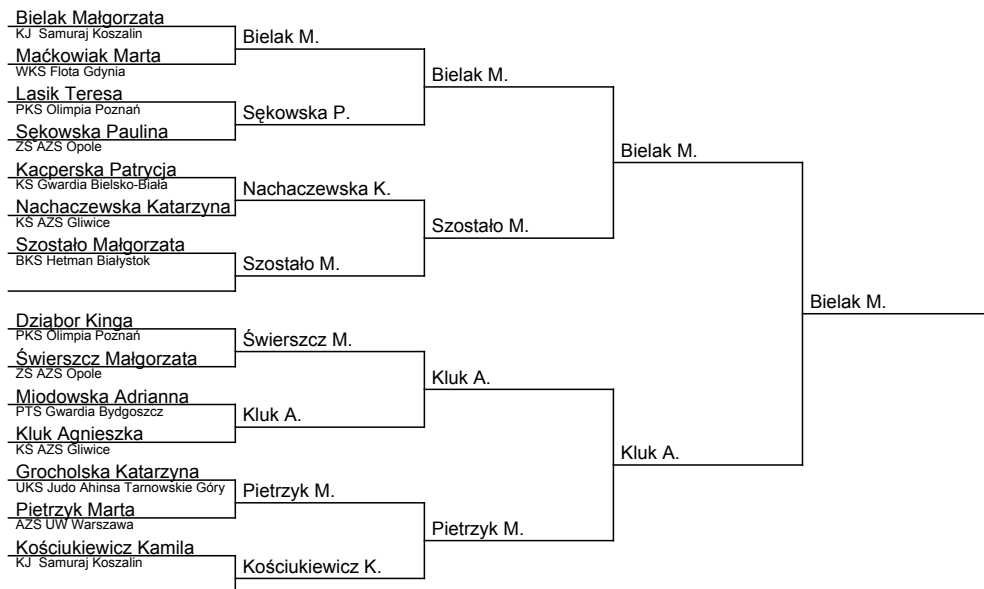 Bielak Małgorzata
KJ Samuraj Koszalin
Bielak M.
Maćkowiak Marta
WKS Flota Gdynia
Bielak M.
Lasik Teresa
PKS Olimpia Poznań
Sękowska P.
Sękowska Paulina
ZS AZS Opole
Bielak M.
Kacperska Patrycja
KS Gwardia Bielsko-Biała
Nachaczewska K.
Nachaczewska Katarzyna
KS AZS Gliwice
Szostało M.
Szostało Małgorzata
BKS Hetman Białystok
Szostało M.
Bielak M.
Dziąbor Kinga
PKS Olimpia Poznań
Świerszcz M.
Świerszcz Małgorzata
ZS AZS Opole
Kluk A.
Miodowska Adrianna
PTS Gwardia Bydgoszcz
Kluk A.
Kluk Agnieszka
KS AZS Gliwice
Kluk A.
Grocholska Katarzyna
UKS Judo Ahinsa Tarnowskie Góry
Pietrzyk M.
Pietrzyk Marta
AZS UW Warszawa
Pietrzyk M.
Kościukiewicz Kamila
KJ Samuraj Koszalin
Kościukiewicz K.